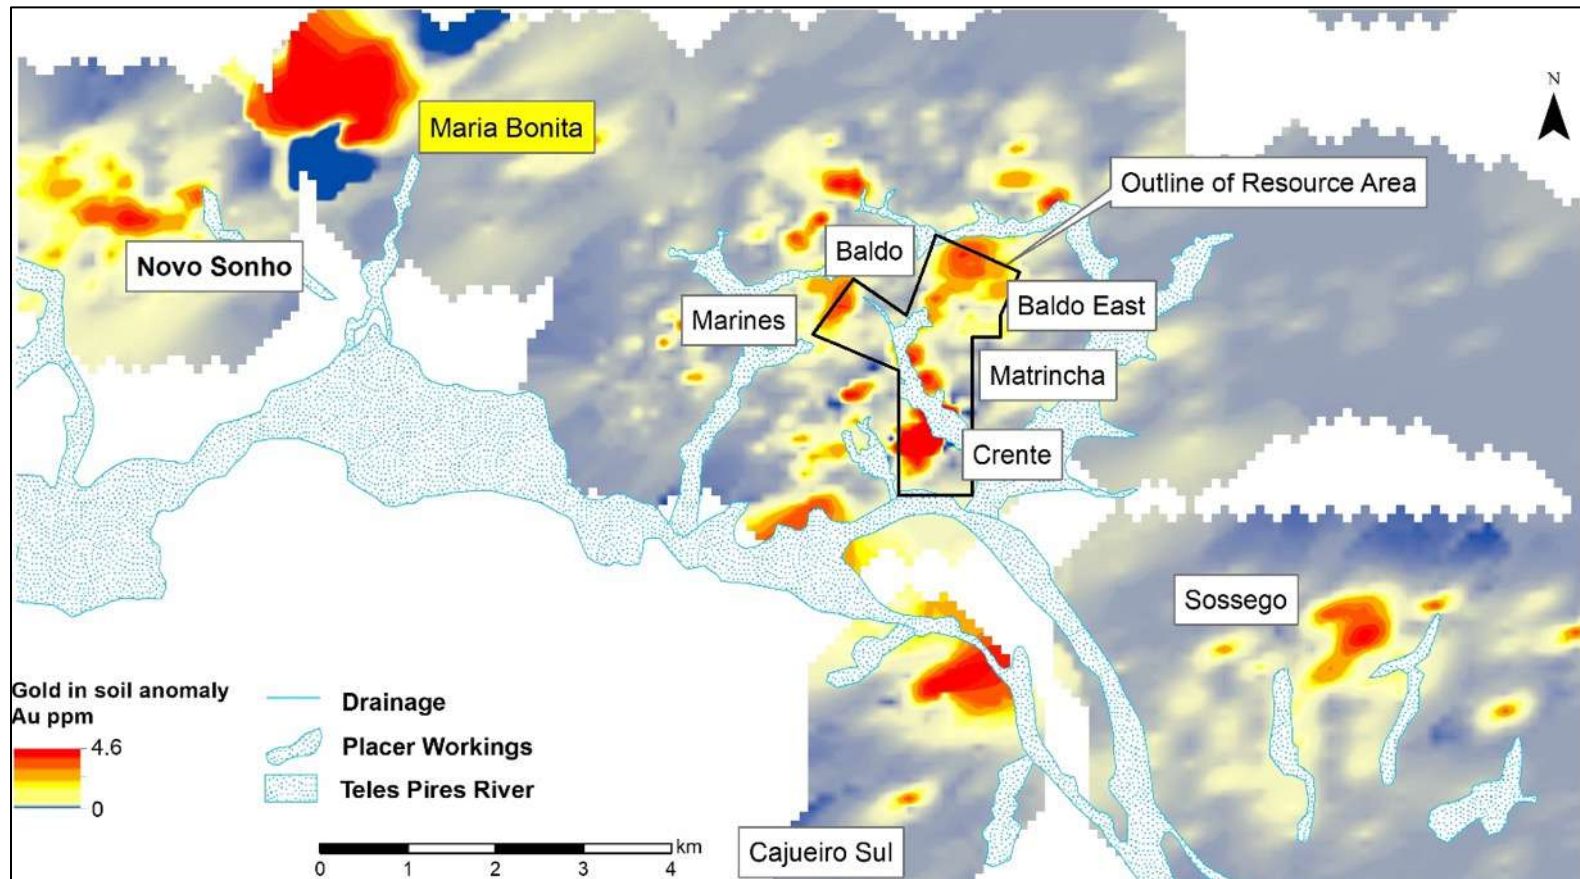 N
Maria Bonita
Outline of Resource Area
Baldo
Novo Sonho
Baldo East
Marines
Matrincha
Crente
Sossego
Gold in soil anomaly
Au ppm
4.6
0
Drainage
Placer Workings
Teles Pires River
km
0 1 2 3 4
Cajueiro Sul